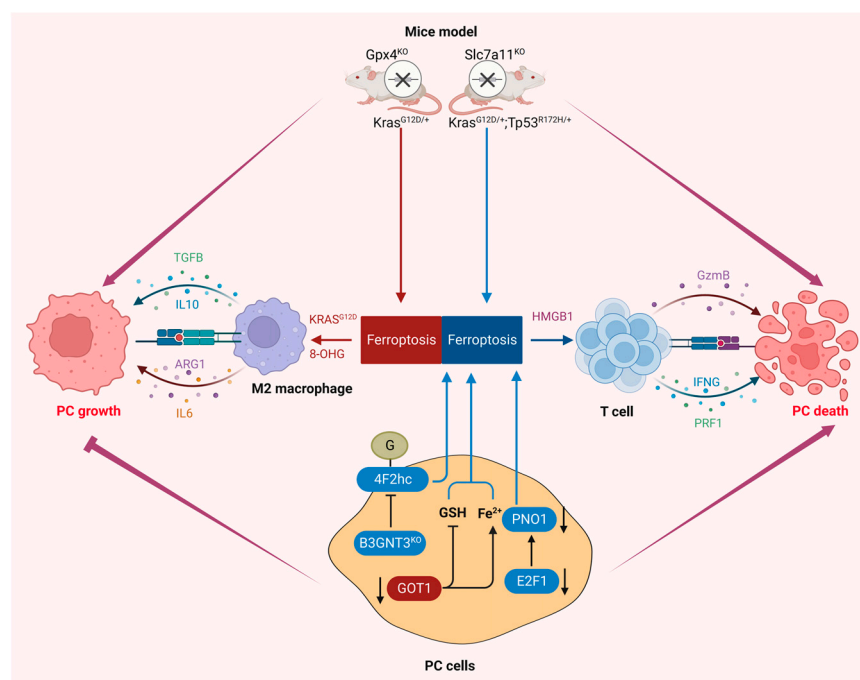 Mice model
Gpx4KO
Slc7a11KO
KrasG12D/+
KrasG12D/+;Tp53R172H/+
TGFB
IL10
ARG1
IL6
PC growth
M2 macrophage
KRASG12D
8-OHG
Ferroptosis
Ferroptosis
HMGB1
T cell
GzmB
IFNG
PRF1
PC death
G
4F2hc
GSH
Fe2+
PNO1
B3GNT3KO
GOT1
E2F1
PC cells